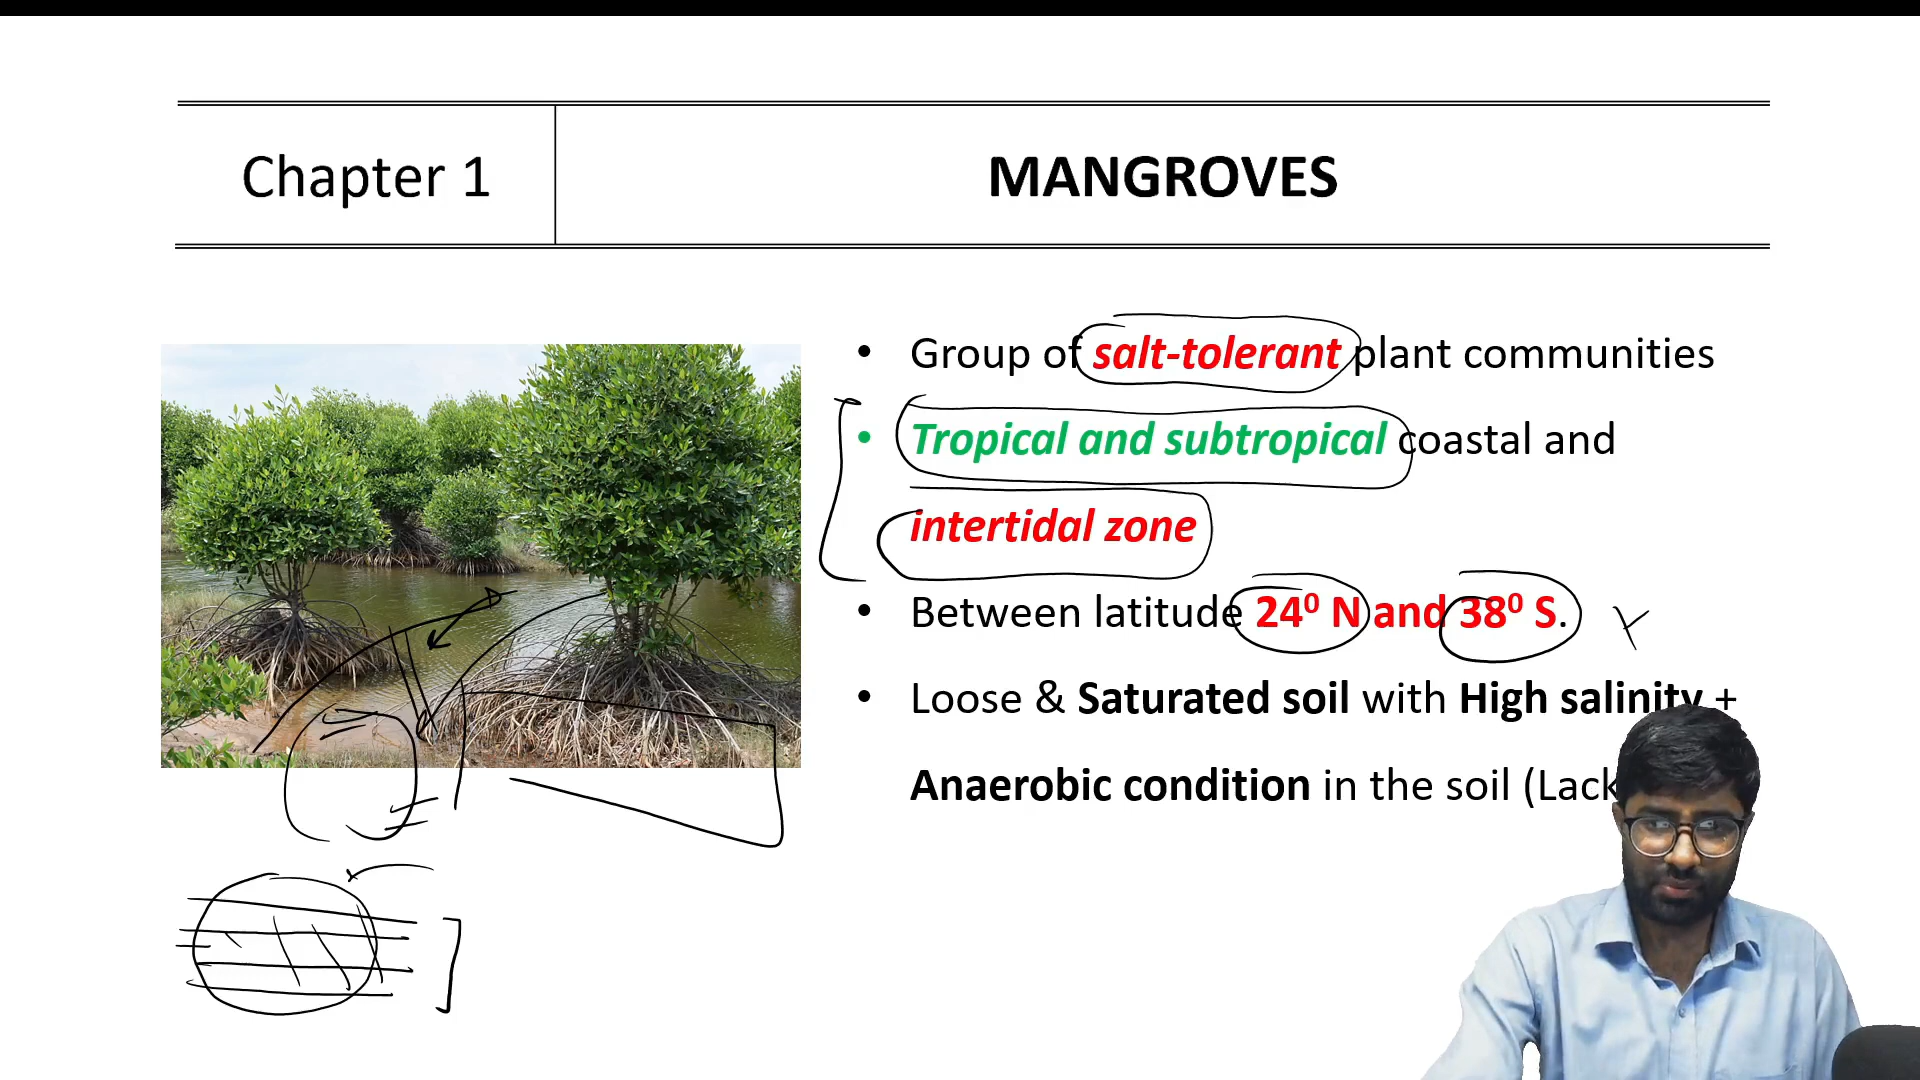 Chapter 1
MANGROVES
• Group of salt-tolerant plant communities
• Tropical and subtropical coastal and
intertidal zone
• Between latitude 24⁰ N and 38⁰ S.
• Loose & Saturated soil with High salinity +
Anaerobic condition in the soil (Lack